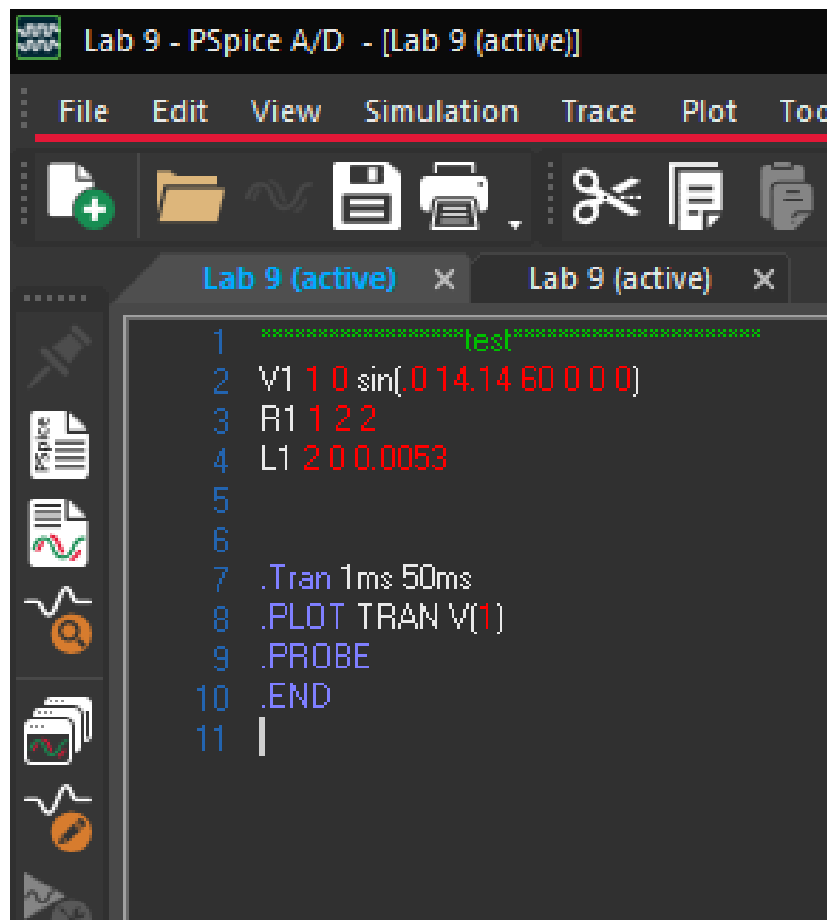 Lab 9 - PSpice A/D - [Lab 9 (active)]
File Edit View Simulation Trace Plot Too
Lab 9 (active) × Lab 9 (active) ×
1 *******************test***********************
2 V1 1 0 sin(.0 14.14 60 0 0 0)
3 R1 1 2 2
4 L1 2 0 0.0053
5
6
7 .Tran 1ms 50ms
8 .PLOT TRAN V(1)
9 .PROBE
10 .END
11
PSpice